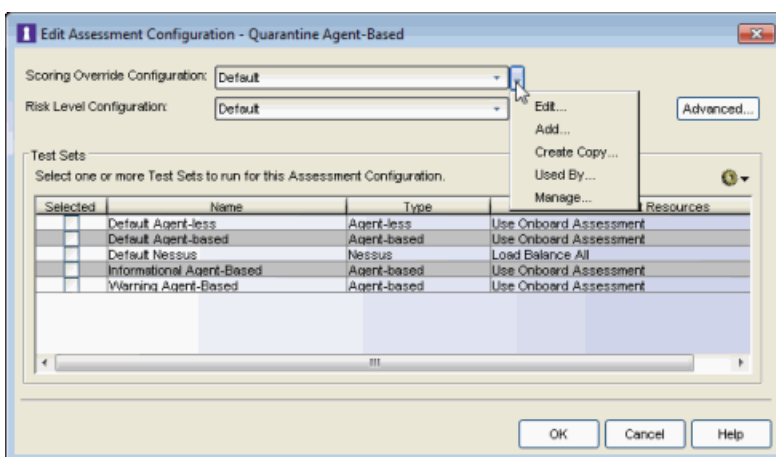 Edit Assessment Configuration - Quarantine Agent-Based
Scoring Override Configuration: Default
Risk Level Configuration: Default
Edit...
Advanced...
Add...
Create Copy...
Used By...
Manage...
Test Sets
Select one or more Test Sets to run for this Assessment Configuration.
Selected Name Type Resources
Default Agent-less Agent-less Use Onboard Assessment
Default Agent-based Agent-based Use Onboard Assessment
Default Nessus Nessus Load Balance All
Informational Agent-Based Agent-based Use Onboard Assessment
Warning Agent-Based Agent-based Use Onboard Assessment
OK Cancel Help